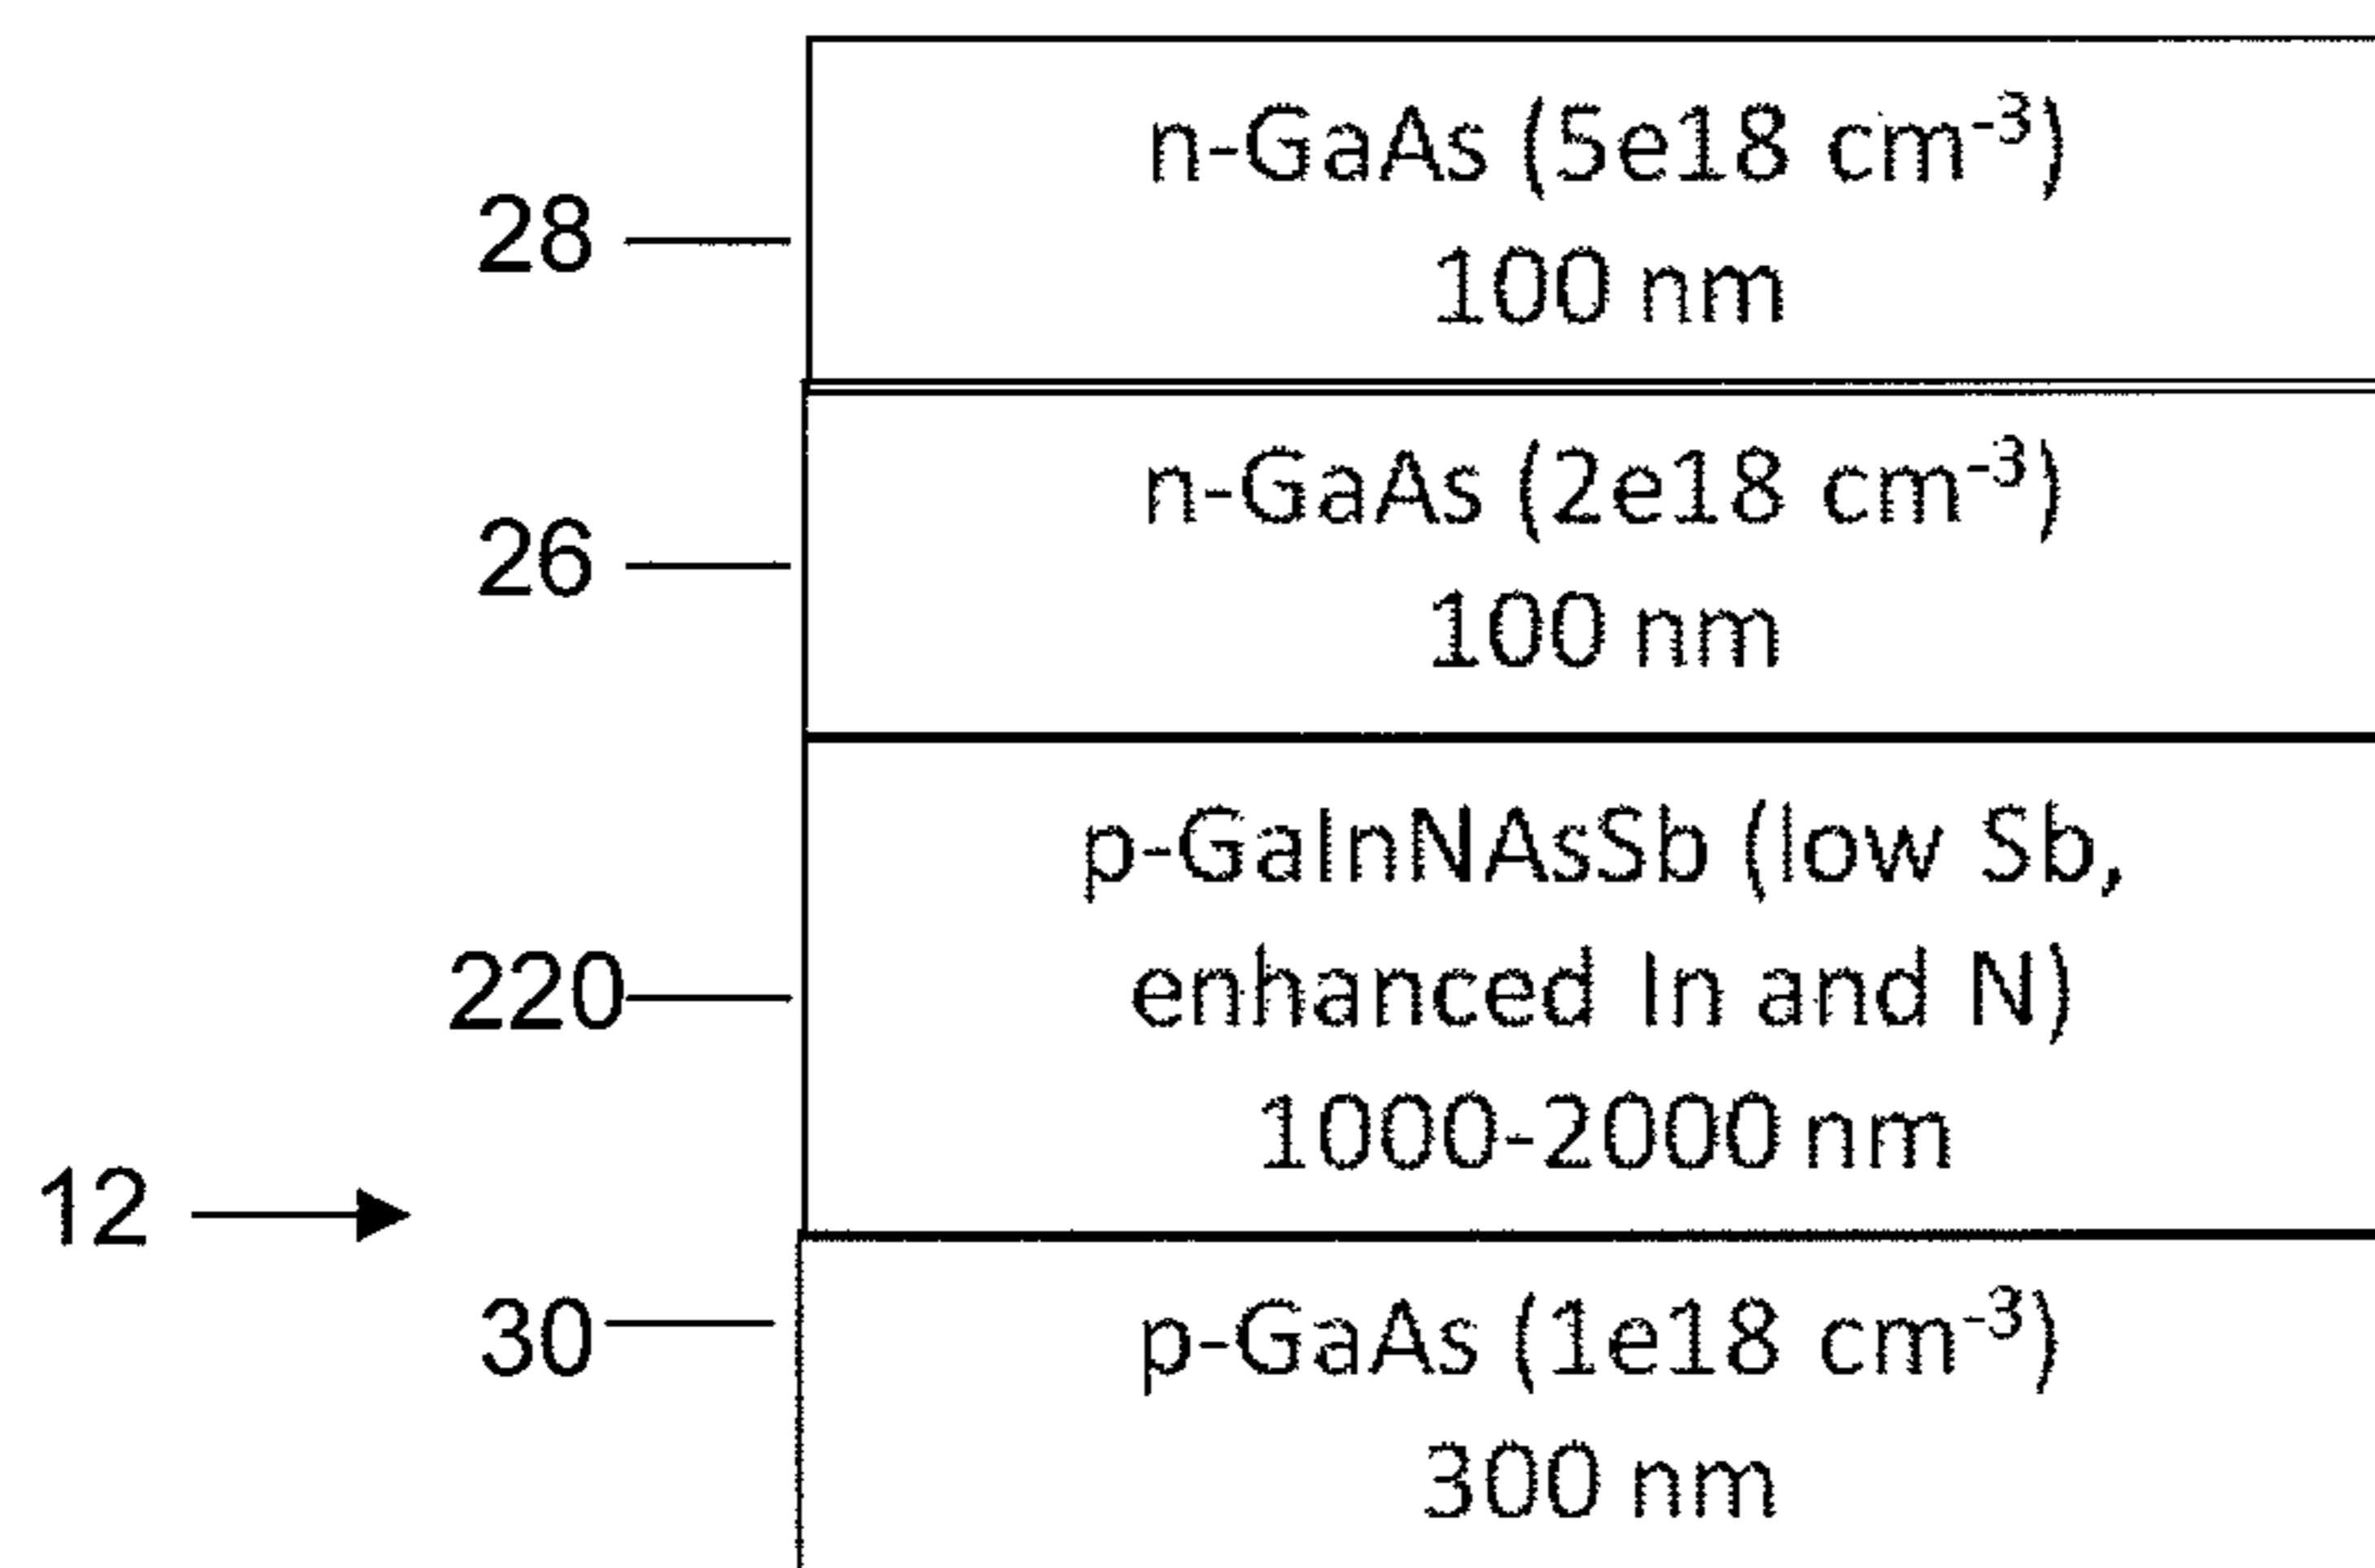 n-GaAs (5e18 cm⁻³)
28
100 nm
n-GaAs (2e18 cm⁻³)
26
100 nm
p-GaInNAsSb (low Sb,
220
enhanced In and N)
1000-2000 nm
12
30
p-GaAs (1e18 cm⁻³)
300 nm